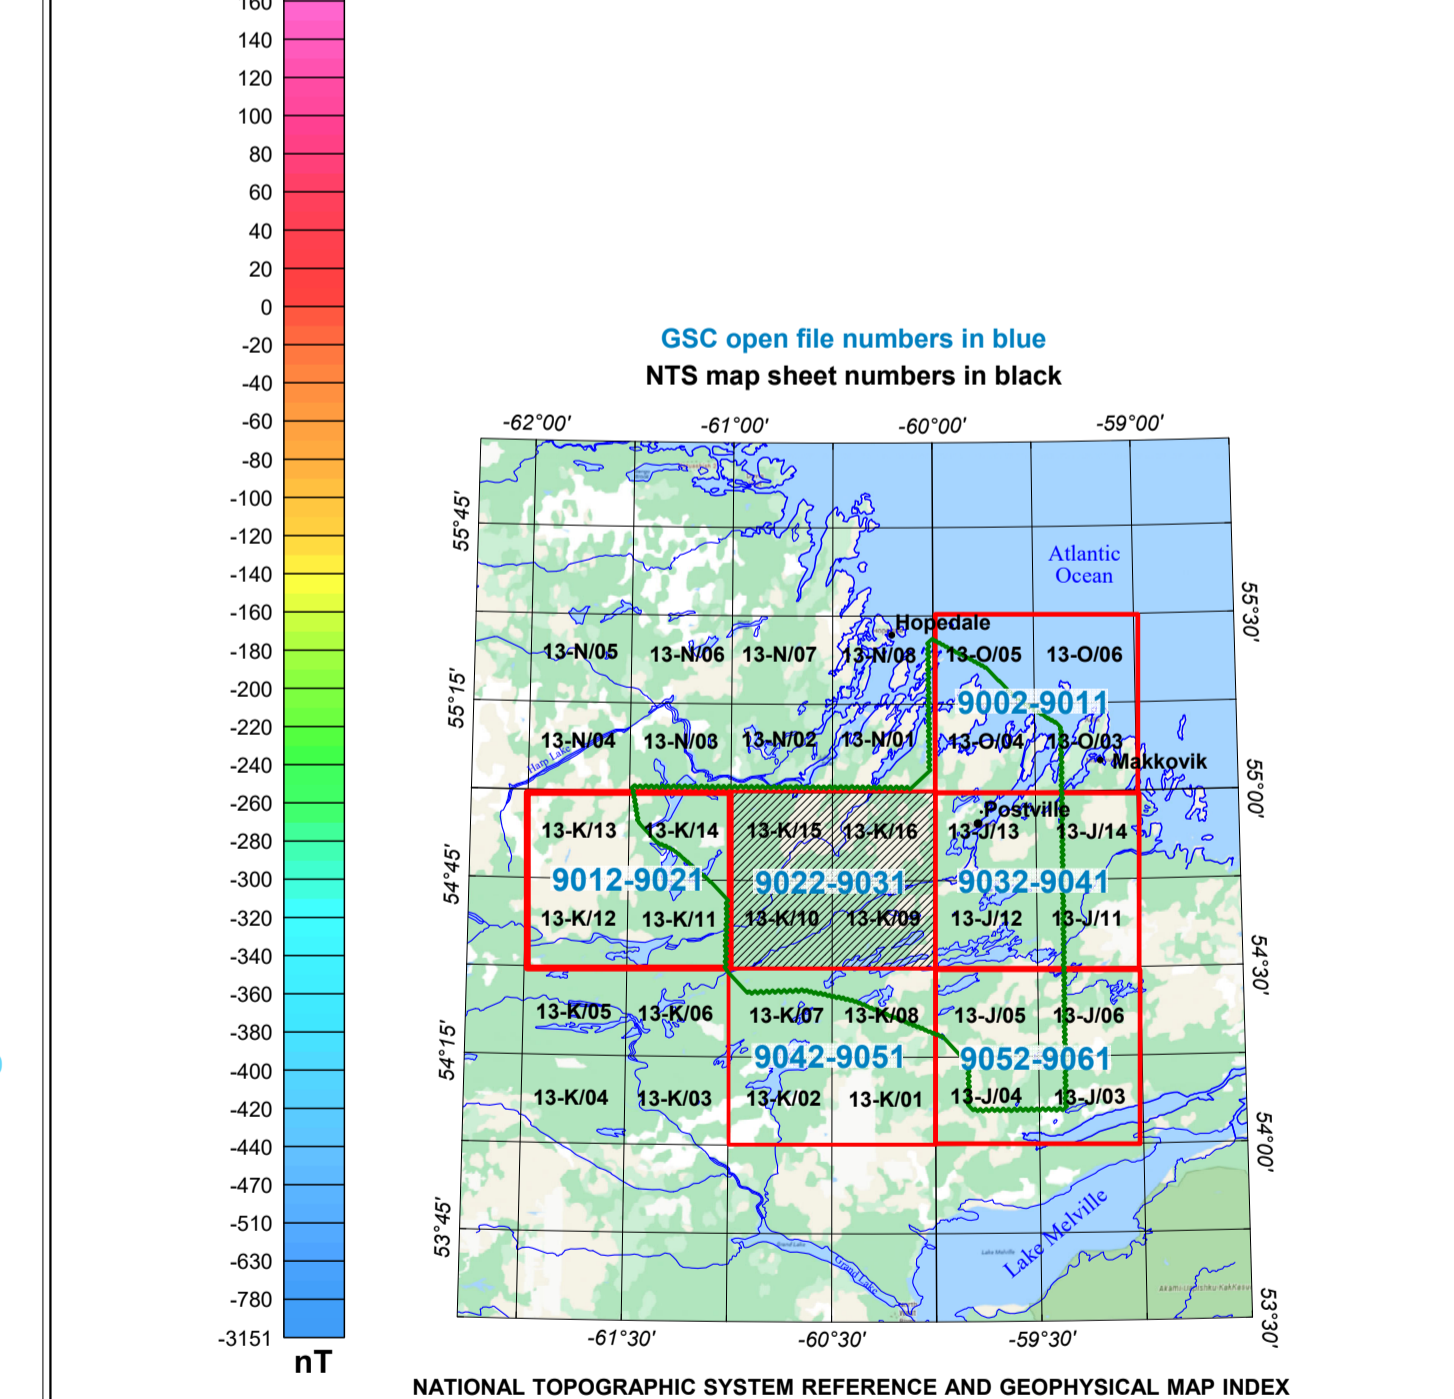 160
140
120
100
80
60
40
20
0
-20
-40
-60
-80
-100
-120
-140
-160
-180
-200
-220
-240
-260
-280
-300
-320
-340
-360
-380
-400
-420
-440
-470
-510
-630
-780
-3151
nT
GSC open file numbers in blue
NTS map sheet numbers in black
-62°00' -61°00' -60°00' -59°00'
55°45'
55°15'
54°45'
54°15'
53°45'
55°30'
55°00'
54°30'
54°00'
53°30'
Atlantic
Ocean
Hopedale
13-N/05 13-N/06 13-N/07 13-N/08 13-O/05 13-O/06
9002-9011
13-N/04 13-N/03 13-N/02 13-N/01 13-O/04 13-O/03
Harp Lake
Makkovik
Postville
13-K/13 13-K/14 13-K/15 13-K/16 13-J/13 13-J/14
9012-9021 9022-9031 9032-9041
13-K/12 13-K/11 13-K/10 13-K/09 13-J/12 13-J/11
13-K/05 13-K/06 13-K/07 13-K/08 13-J/05 13-J/06
9042-9051 9052-9061
13-K/04 13-K/03 13-K/02 13-K/01 13-J/04 13-J/03
Lake Melville
Grand Lake
Grand Lake
Lake Melville
-61°30' -60°30' -59°30'
NATIONAL TOPOGRAPHIC SYSTEM REFERENCE AND GEOPHYSICAL MAP INDEX